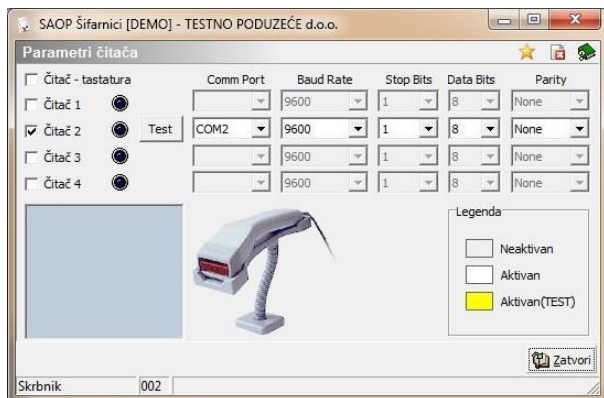 SAOP Šifarnici [DEMO] - TESTNO PODUZEĆE d.o.o.
Parametri čitača
Čitač - tastatura Comm Port Baud Rate Stop Bits Data Bits Parity
Čitač 1 9600 1 8 None
Čitač 2 Test COM2 9600 1 8 None
Čitač 3 9600 1 8 None
Čitač 4 9600 1 8 None
Legenda
Neaktivan
Aktivan
Aktivan(TEST)
Zatvori
Skrbnik 002